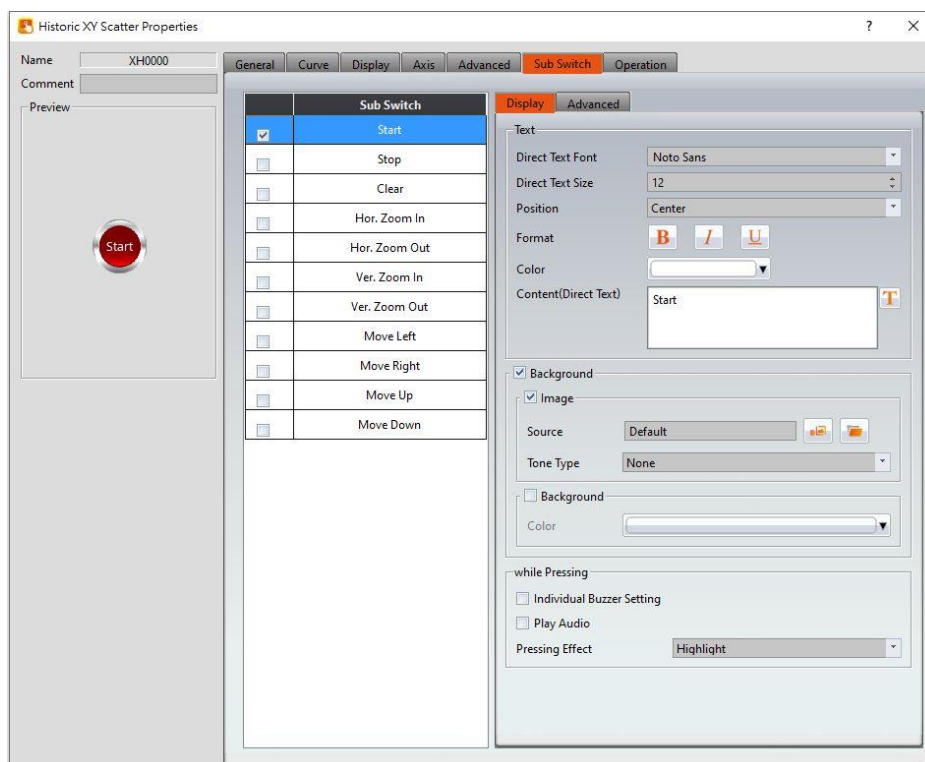 Historic XY Scatter Properties
? ×
Name XH0000
Comment
Preview
Start
General Curve Display Axis Advanced Sub Switch Operation
Sub Switch
Start
Stop
Clear
Hor. Zoom In
Hor. Zoom Out
Ver. Zoom In
Ver. Zoom Out
Move Left
Move Right
Move Up
Move Down
Display Advanced
Text
Direct Text Font Noto Sans
Direct Text Size 12
Position Center
Format B I U
Color
Content(Direct Text) Start T
Background
Image
Source Default
Tone Type None
Background
Color
while Pressing
Individual Buzzer Setting
Play Audio
Pressing Effect Highlight